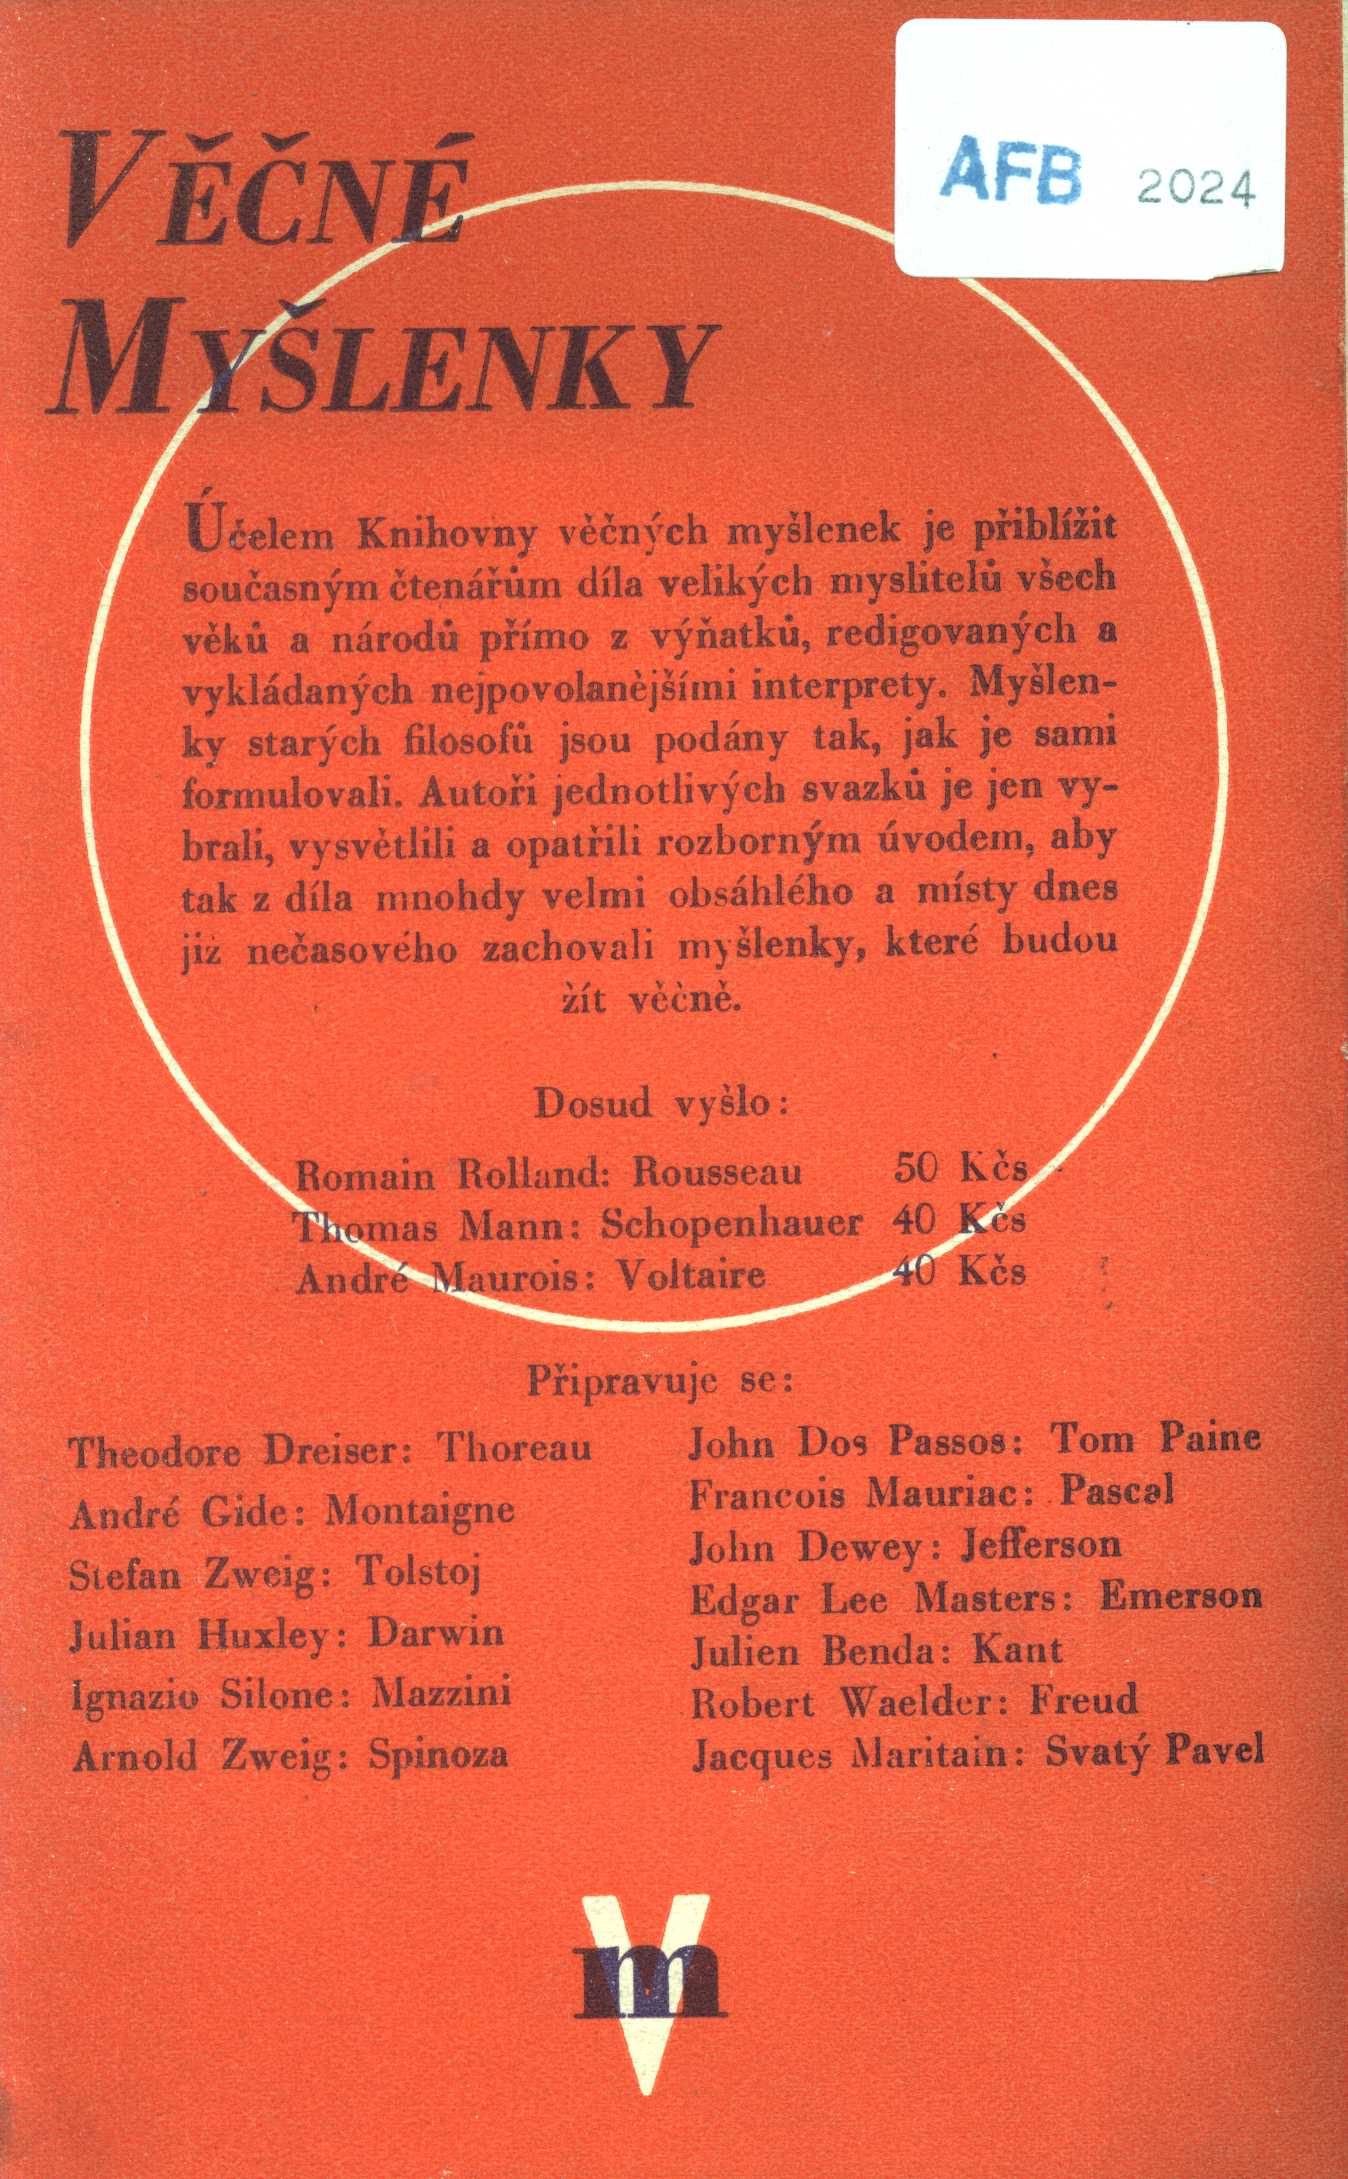 VĚČNÉ
MYŠLENKY
AFB 2024
Účelem Knihovny věčných myšlenek je přiblížit
současným čtenářům díla velikých myslitelů všech
věků a národů přímo z výňatků, redigovaných a
vykládaných nejpovolanějšími interprety. Myšlen-
ky starých filosofů jsou podány tak, jak je sami
formulovali. Autoři jednotlivých svazků je jen vy-
brali, vysvětlili a opatřili rozborným úvodem, aby
tak z díla mnohdy velmi obsáhlého a místy dnes
již nečasového zachovali myšlenky, které budou
žít věčně.
Dosud vyšlo:
Romain Rolland: Rousseau 50 Kčs
Thomas Mann: Schopenhauer 40 Kčs
André Maurois: Voltaire 40 Kčs
Připravuje se:
Theodore Dreiser: Thoreau
André Gide: Montaigne
Stefan Zweig: Tolstoj
Julian Huxley: Darwin
Ignazio Silone: Mazzini
Arnold Zweig: Spinoza
John Dos Passos: Tom Paine
Francois Mauriac: Pascal
John Dewey: Jefferson
Edgar Lee Masters: Emerson
Julien Benda: Kant
Robert Waelder: Freud
Jacques Maritain: Svatý Pavel
Vm